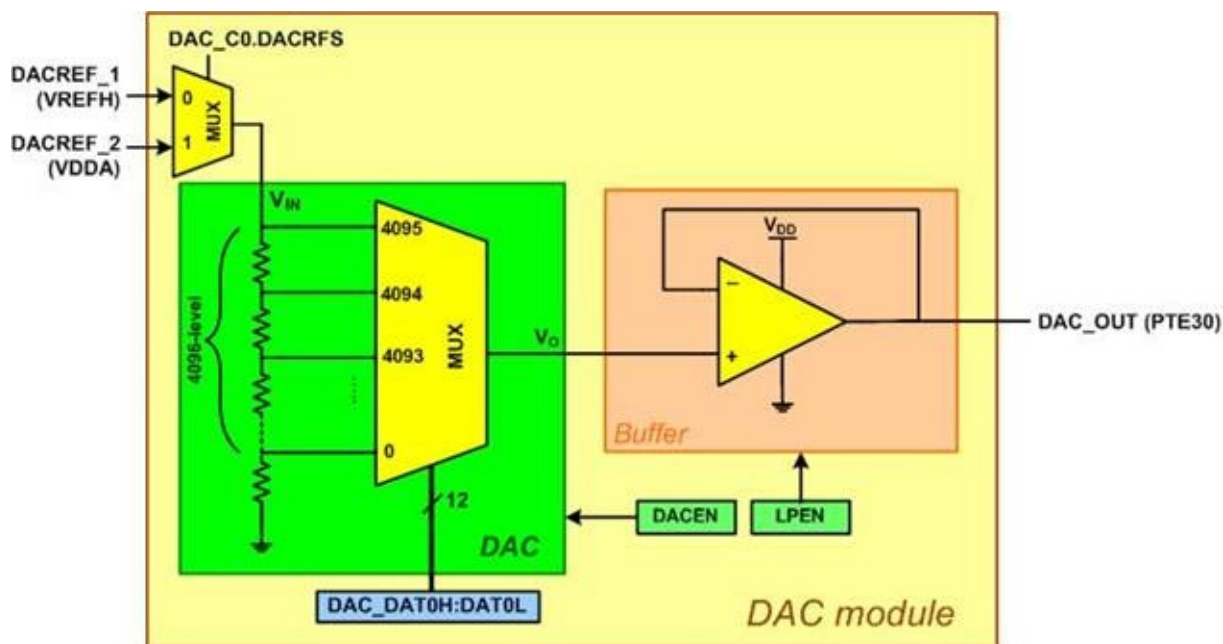 DAC_C0.DACRFS
DACREF_1
(VREFH)
0
MUX
DACREF_2
(VDDA)
1
VIN
4096-level
4095
4094
4093
.....
0
MUX
12
VO
DAC
VDD
−
+
Buffer
DAC_OUT (PTE30)
DACEN
LPEN
DAC_DAT0H:DAT0L
DAC module